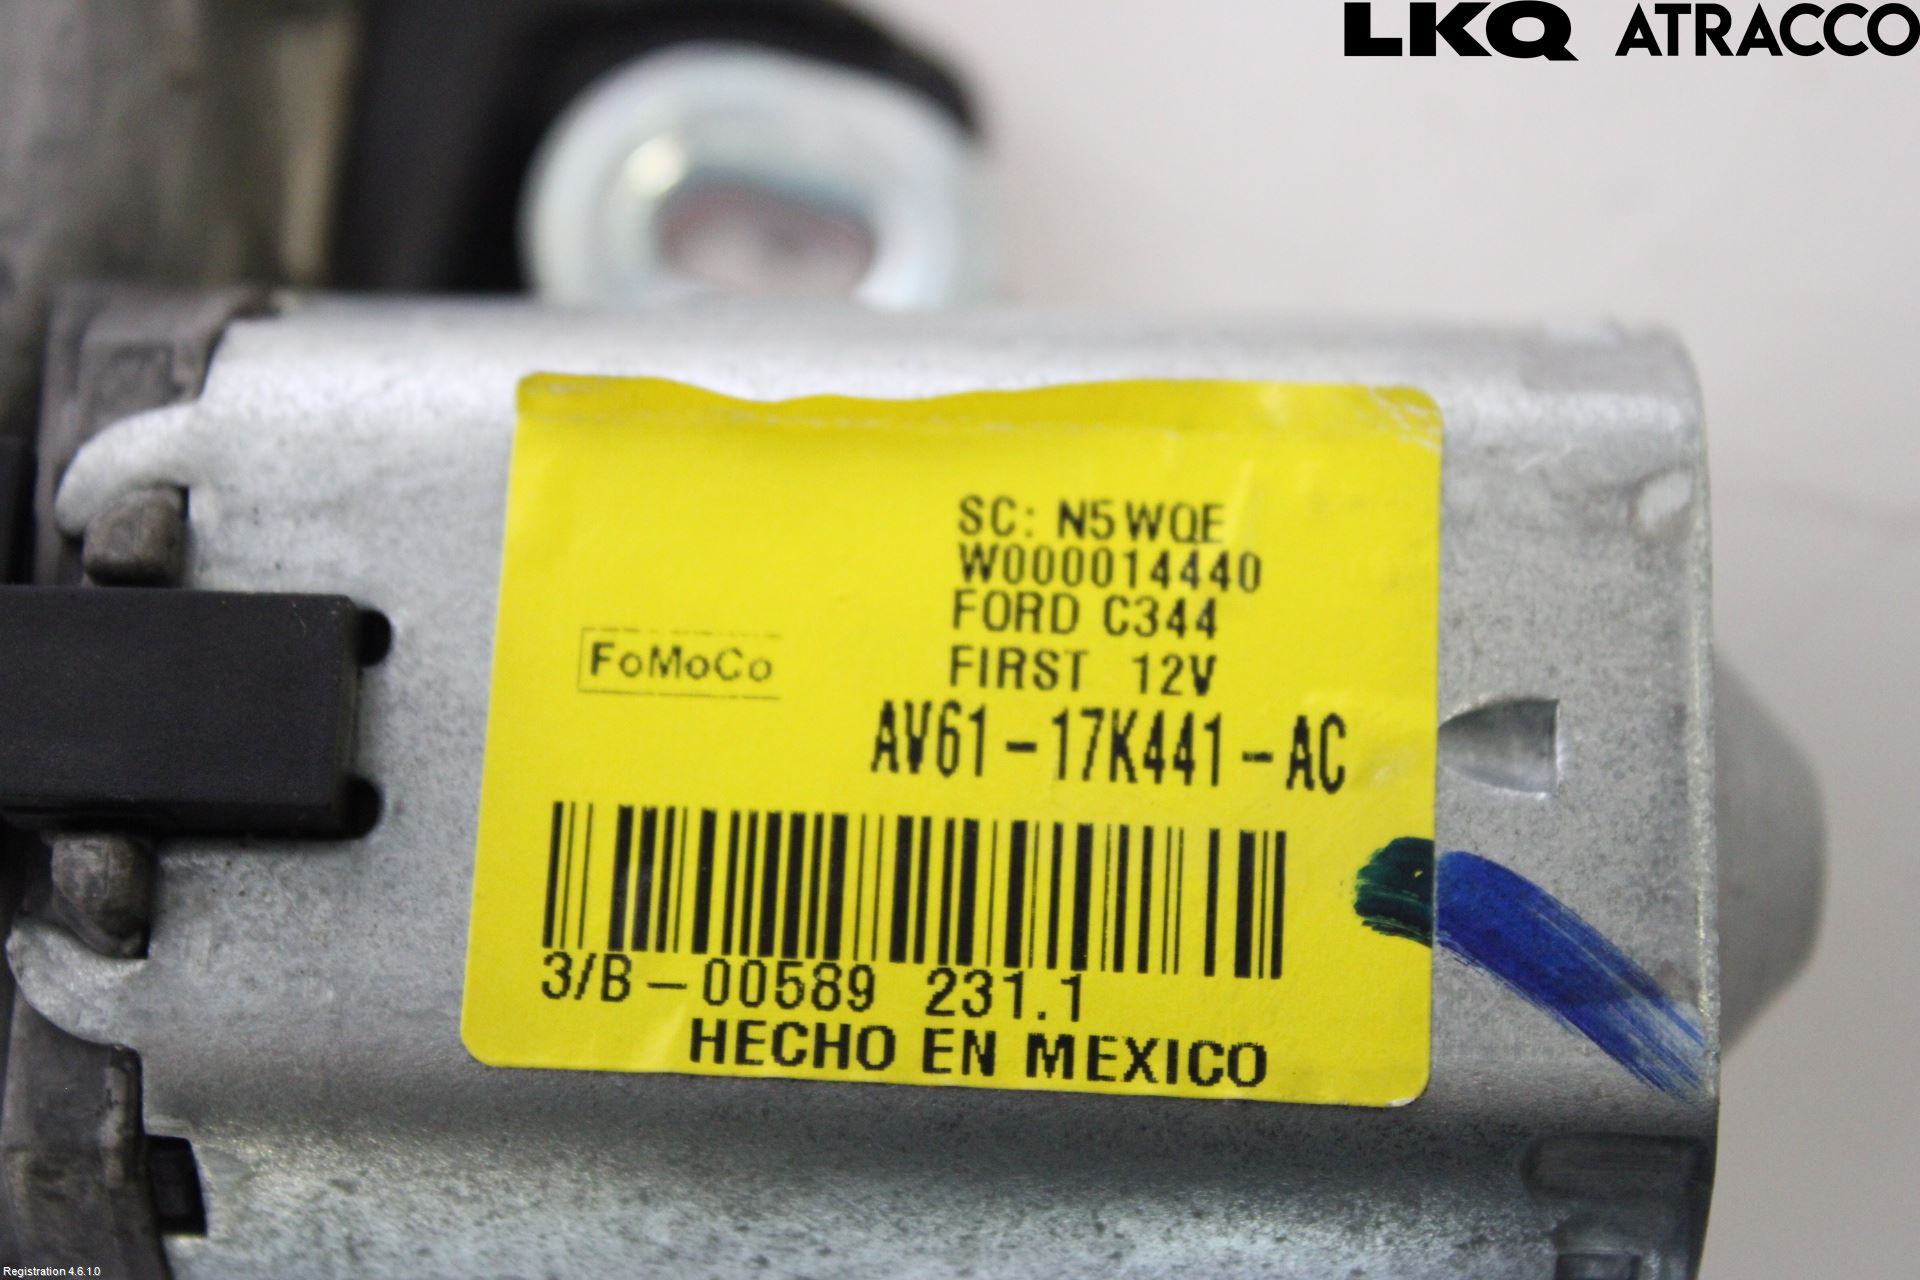 LKQ ATRACCO
SC: N5WQE
W000014440
FORD C344
FoMoCo
FIRST 12V
AV61-17K441-AC
3/B-00589 231.1
HECHO EN MEXICO
Registration 4.6.1.0